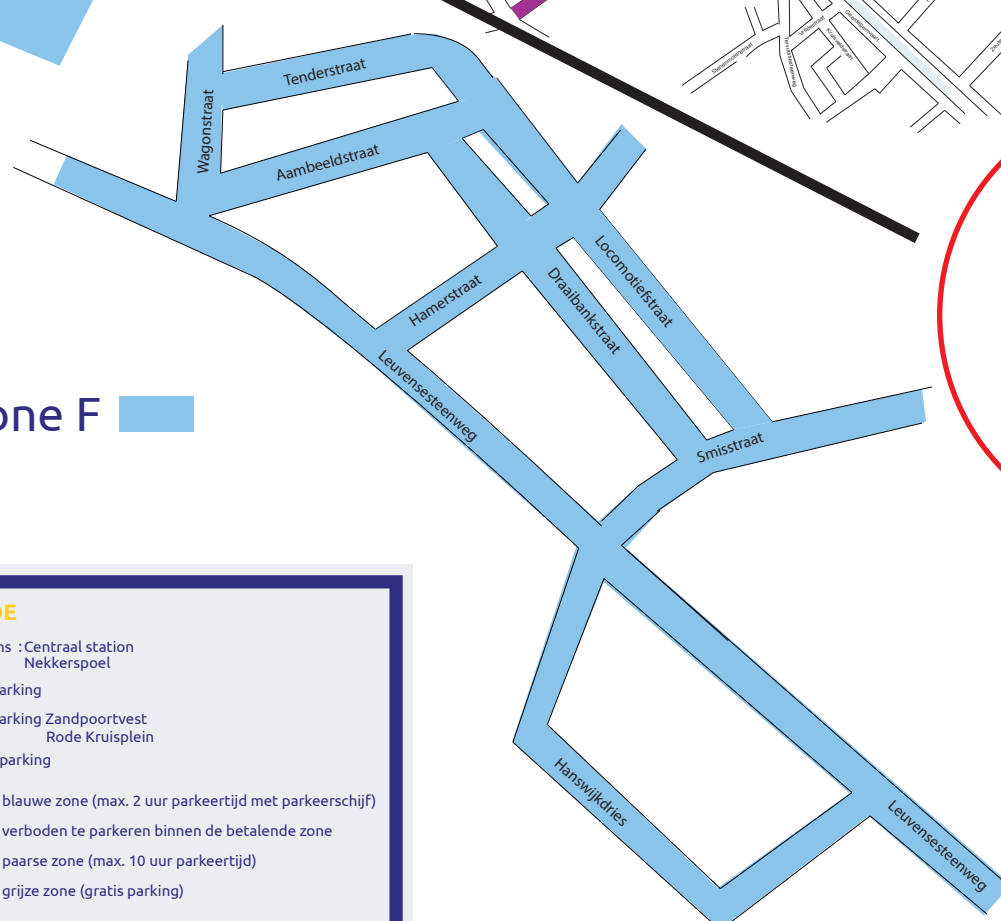 Tenderstraat
Wagonstraat
Aambeeldstraat
Hamerstraat
Locomotiefstraat
Draaibankstraat
Leuvensesteenweg
Smisstraat
Hanswijkdries
Leuvensesteenweg
one F
DE
ns : Centraal station
Nekkerspoel
arking
arking Zandpoortvest
Rode Kruisplein
parking
blauwe zone (max. 2 uur parkeertijd met parkeerschijf)
verboden te parkeren binnen de betalende zone
paarse zone (max. 10 uur parkeertijd)
grijze zone (gratis parking)